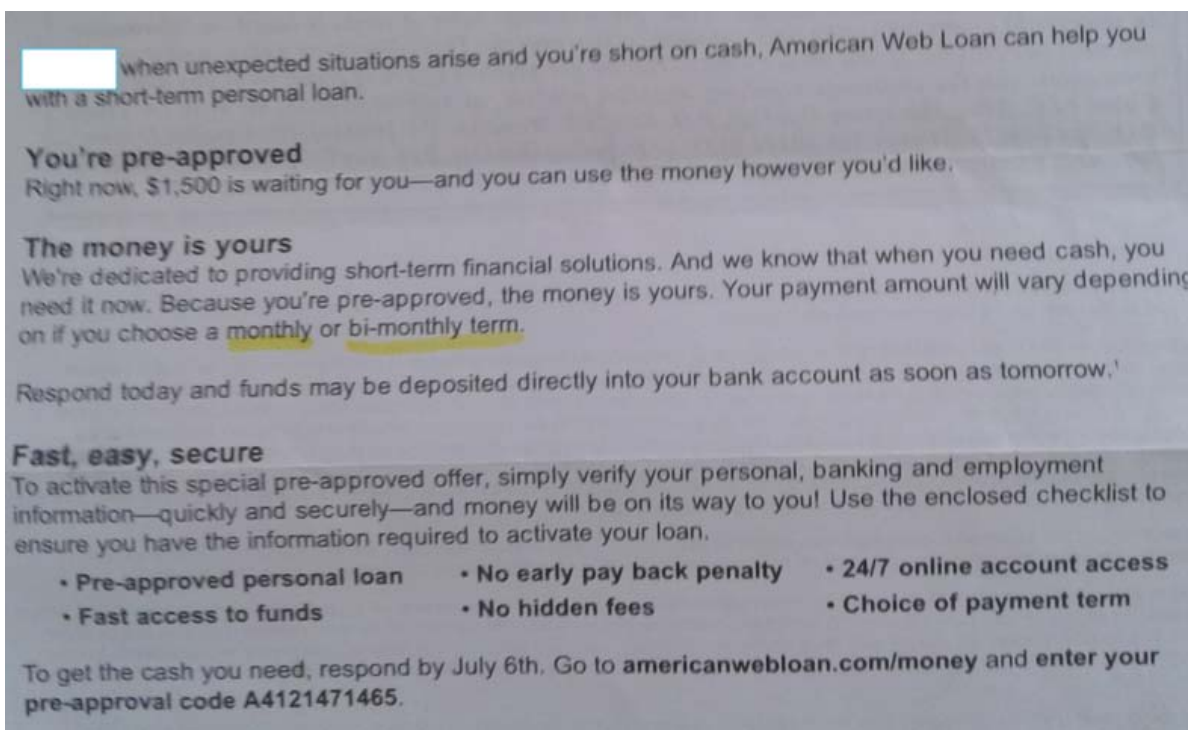 when unexpected situations arise and you're short on cash, American Web Loan can help you
with a short-term personal loan.
You're pre-approved
Right now, $1,500 is waiting for you—and you can use the money however you'd like.
The money is yours
We're dedicated to providing short-term financial solutions. And we know that when you need cash, you
need it now. Because you're pre-approved, the money is yours. Your payment amount will vary depending
on if you choose a monthly or bi-monthly term.
Respond today and funds may be deposited directly into your bank account as soon as tomorrow.¹
Fast, easy, secure
To activate this special pre-approved offer, simply verify your personal, banking and employment
information—quickly and securely—and money will be on its way to you! Use the enclosed checklist to
ensure you have the information required to activate your loan.
• Pre-approved personal loan • No early pay back penalty • 24/7 online account access
• Fast access to funds • No hidden fees • Choice of payment term
To get the cash you need, respond by July 6th. Go to americanwebloan.com/money and enter your
pre-approval code A4121471465.